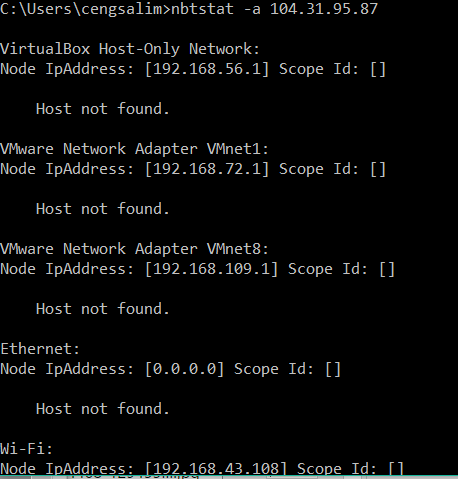 C:\Users\cengsalim>nbtstat -a 104.31.95.87
VirtualBox Host-Only Network:
Node IpAddress: [192.168.56.1] Scope Id: []
Host not found.
VMware Network Adapter VMnet1:
Node IpAddress: [192.168.72.1] Scope Id: []
Host not found.
VMware Network Adapter VMnet8:
Node IpAddress: [192.168.109.1] Scope Id: []
Host not found.
Ethernet:
Node IpAddress: [0.0.0.0] Scope Id: []
Host not found.
Wi-Fi:
Node IpAddress: [192.168.43.108] Scope Id: []